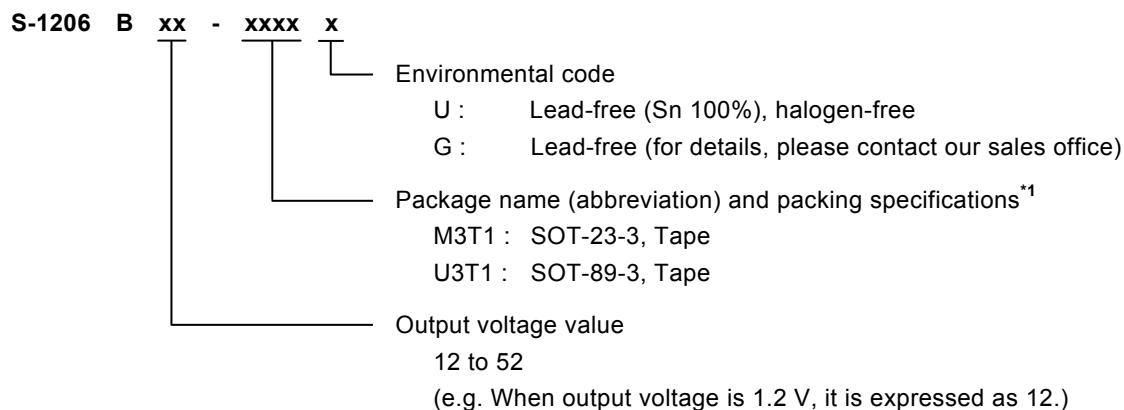 S-1206 B xx - xxxx x
Environmental code
U : Lead-free (Sn 100%), halogen-free
G : Lead-free (for details, please contact our sales office)
Package name (abbreviation) and packing specifications*1
M3T1 : SOT-23-3, Tape
U3T1 : SOT-89-3, Tape
Output voltage value
12 to 52
(e.g. When output voltage is 1.2 V, it is expressed as 12.)